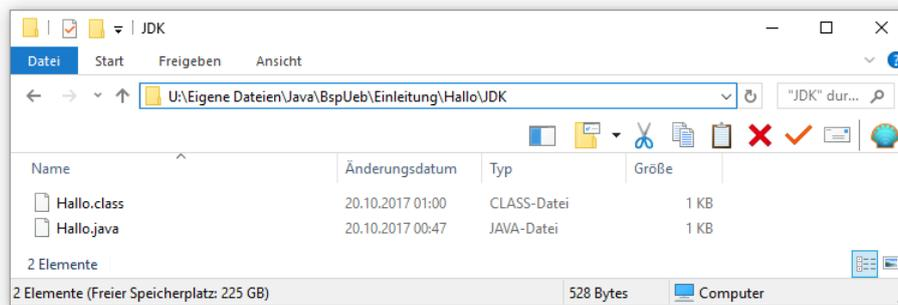 JDK
Datei Start Freigeben Ansicht
U:\Eigene Dateien\Java\BspUeb\Einleitung\Hallo\JDK "JDK" dur...
Name Änderungsdatum Typ Größe
Hallo.class 20.10.2017 01:00 CLASS-Datei 1 KB
Hallo.java 20.10.2017 00:47 JAVA-Datei 1 KB
2 Elemente
2 Elemente (Freier Speicherplatz: 225 GB) 528 Bytes Computer